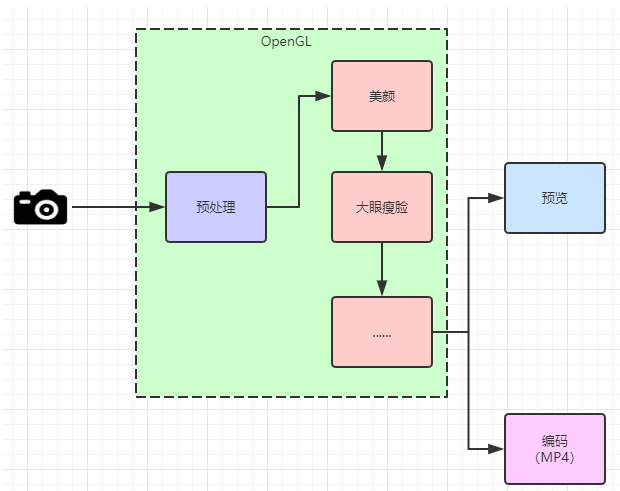 OpenGL
美颜
预处理
大眼瘦脸
预览
......
编码
（MP4）